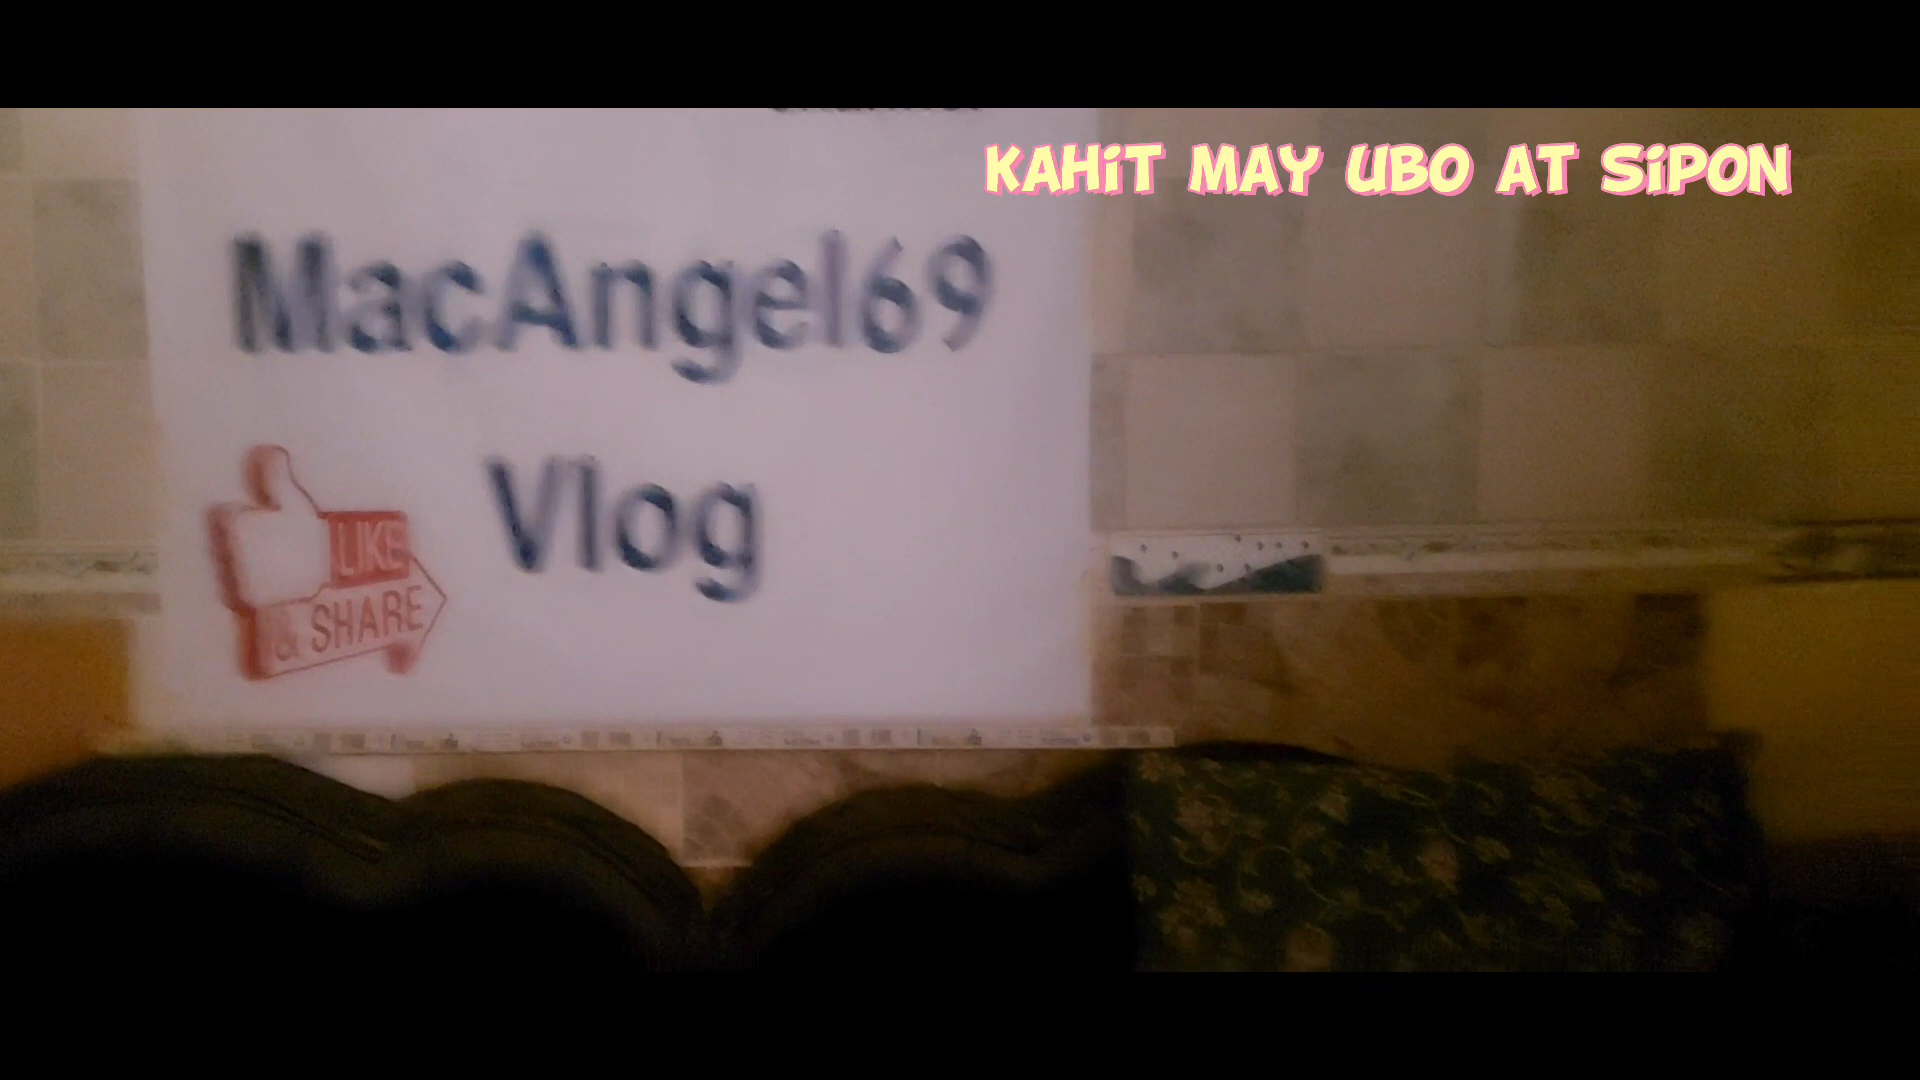 KAHiT MAY UBO AT SiPON
MacAngel69
Vlog
LIKE
& SHARE